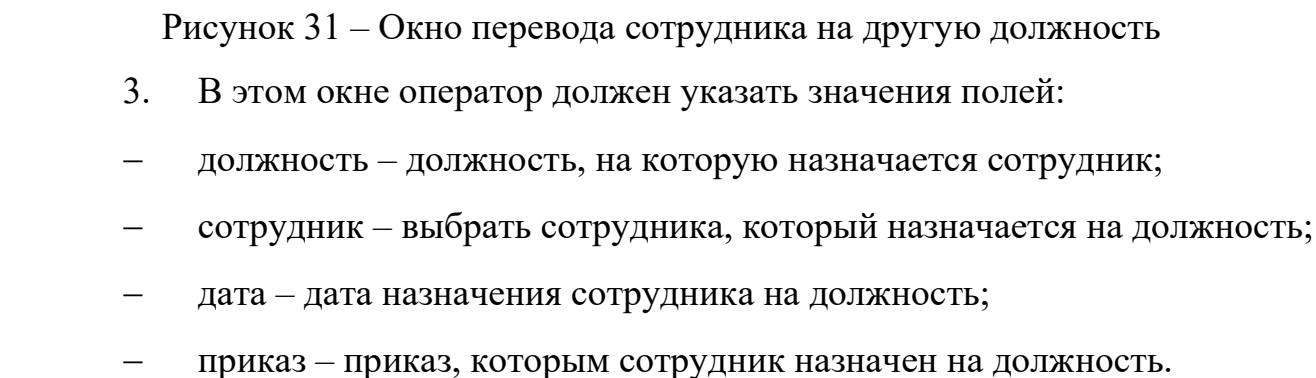 Рисунок 31 – Окно перевода сотрудника на другую должность
3. В этом окне оператор должен указать значения полей:
− должность – должность, на которую назначается сотрудник;
− сотрудник – выбрать сотрудника, который назначается на должность;
− дата – дата назначения сотрудника на должность;
− приказ – приказ, которым сотрудник назначен на должность.